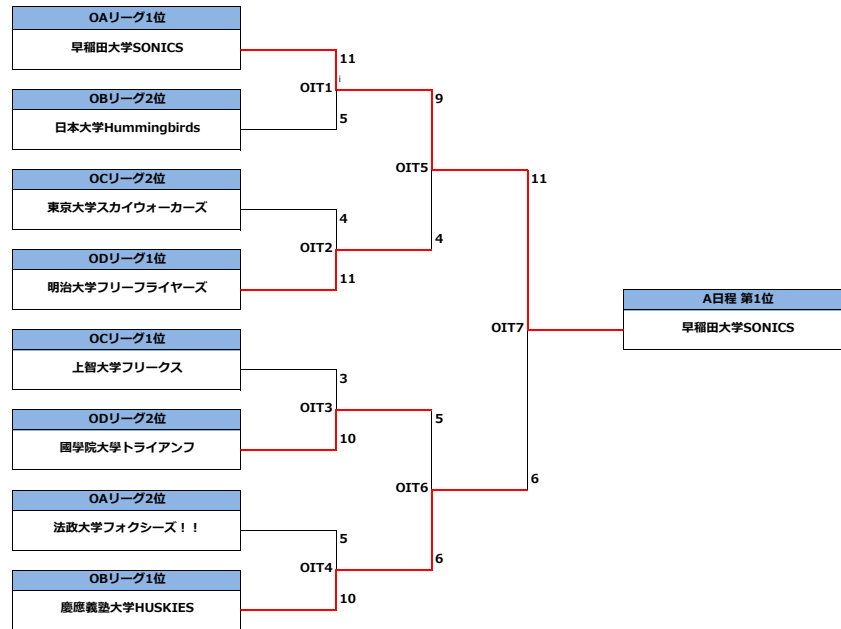 OAリーグ1位
早稲田大学SONICS
11
OIT1
OBリーグ2位
日本大学Hummingbirds
5
9
OIT5
OCリーグ2位
東京大学スカイウォーカーズ
4
OIT2
4
ODリーグ1位
明治大学フリーフライヤーズ
11
11
OIT7
A日程 第1位
早稲田大学SONICS
OCリーグ1位
上智大学フリークス
3
OIT3
5
ODリーグ2位
國學院大學トライアンフ
10
OIT6
6
OAリーグ2位
法政大学フォクシーズ！！
5
OIT4
6
OBリーグ1位
慶應義塾大学HUSKIES
10